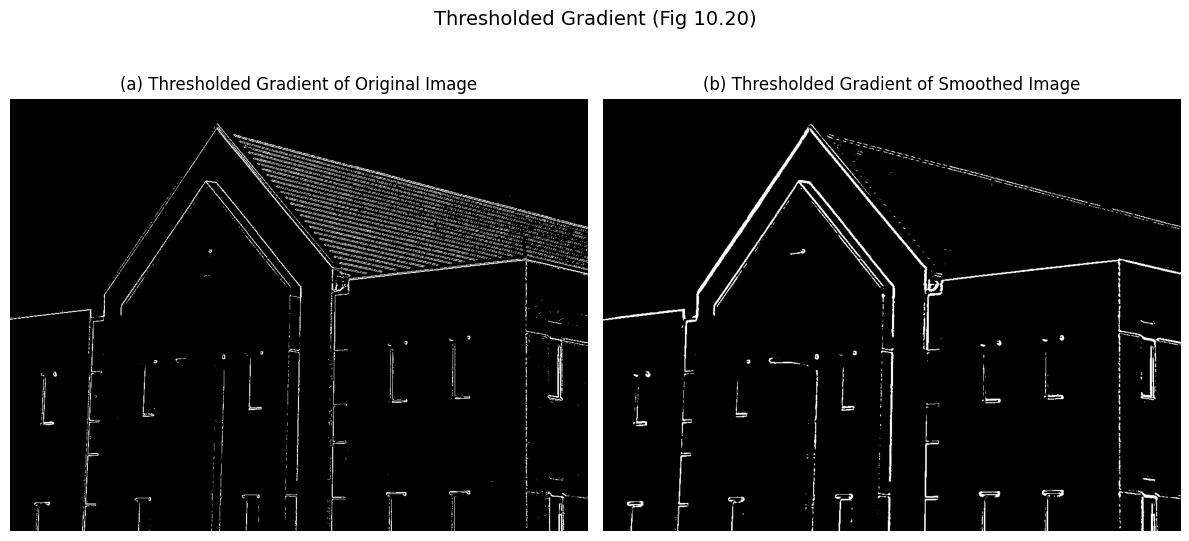 Thresholded Gradient (Fig 10.20)
(a) Thresholded Gradient of Original Image
(b) Thresholded Gradient of Smoothed Image